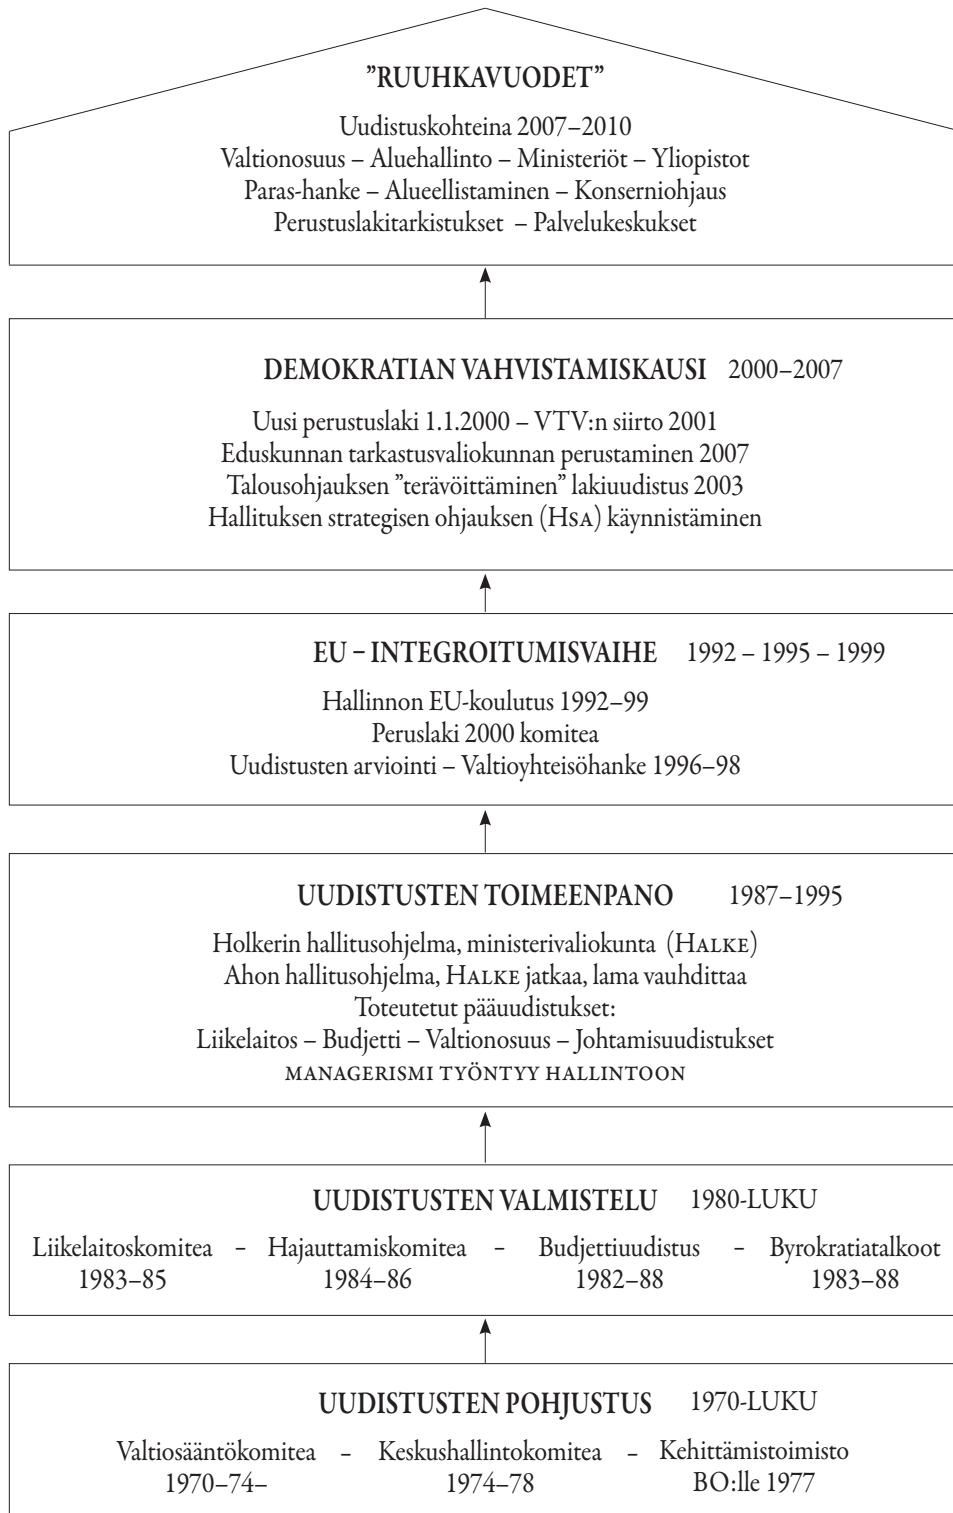 ”RUUHKAVUODET”
Uudistuskohteina 2007–2010
Valtionosuus – Aluehallinto – Ministeriöt – Yliopistot
Paras-hanke – Alueellistaminen – Konserniohjaus
Perustuslakitarkistukset – Palvelukeskukset
DEMOKRATIAN VAHVISTAMISKAUSI 2000–2007
Uusi perustuslaki 1.1.2000 – VTV:n siirto 2001
Eduskunnan tarkastusvaliokunnan perustaminen 2007
Talousohjauksen ”terävöittäminen” lakiuudistus 2003
Hallituksen strategisen ohjauksen (HSA) käynnistäminen
EU – INTEGROITUMISVAIHE 1992 – 1995 – 1999
Hallinnon EU-koulutus 1992–99
Peruslaki 2000 komitea
Uudistusten arviointi – Valtioyhteisöhanke 1996–98
UUDISTUSTEN TOIMEENPANO 1987–1995
Holkerin hallitusohjelma, ministerivaliokunta (HALKE)
Ahon hallitusohjelma, HALKE jatkaa, lama vauhdittaa
Toteutetut pääuudistukset:
Liikelaitos – Budjetti – Valtionosuus – Johtamisuudistukset
MANAGERISMI TYÖNTYY HALLINTOON
UUDISTUSTEN VALMISTELU 1980-LUKU
Liikelaitoskomitea – Hajauttamiskomitea – Budjettiuudistus – Byrokratiatalkoot
1983–85 1984–86 1982–88 1983–88
UUDISTUSTEN POHJUSTUS 1970-LUKU
Valtiosääntökomitea – Keskushallintokomitea – Kehittämistoimisto
1970–74– 1974–78 BO:lle 1977